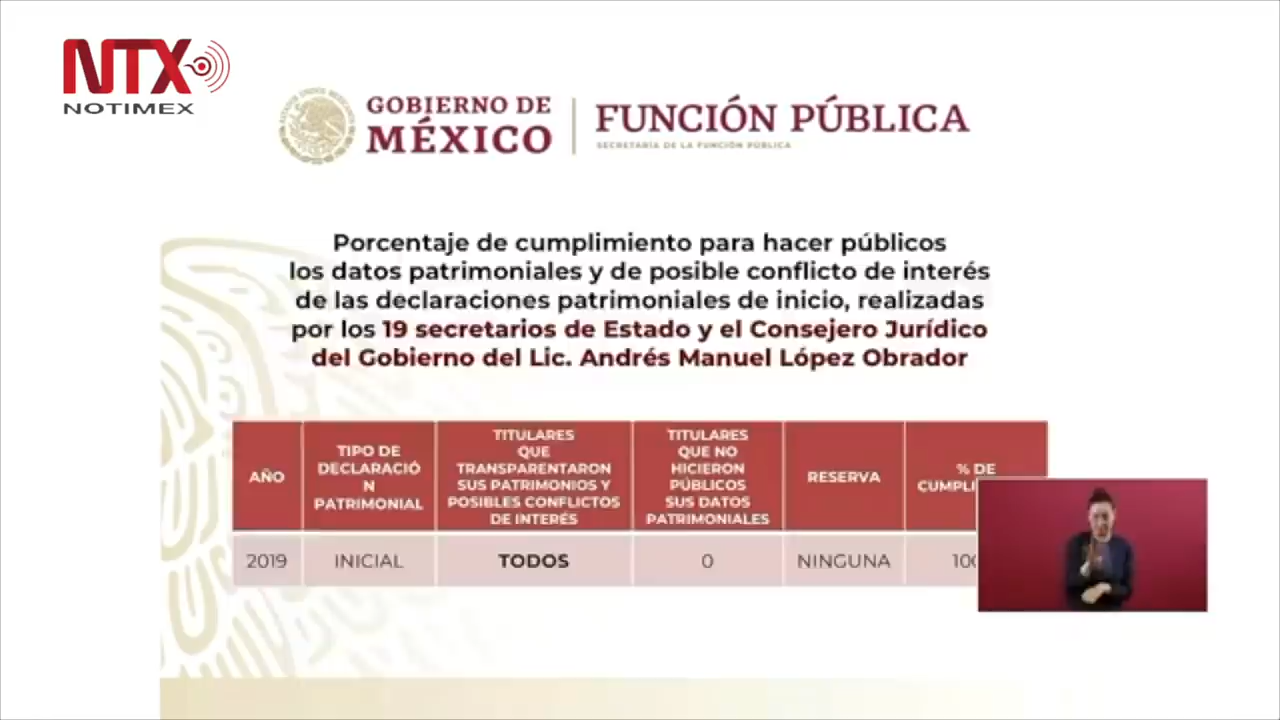 NTX
NOTIMEX
GOBIERNO DE
MÉXICO
FUNCIÓN PÚBLICA
SECRETARÍA DE LA FUNCIÓN PÚBLICA
Porcentaje de cumplimiento para hacer públicos
los datos patrimoniales y de posible conflicto de interés
de las declaraciones patrimoniales de inicio, realizadas
por los 19 secretarios de Estado y el Consejero Jurídico
del Gobierno del Lic. Andrés Manuel López Obrador
AÑO
TIPO DE
DECLARACIÓ
N
PATRIMONIAL
TITULARES
QUE
TRANSPARENTARON
SUS PATRIMONIOS Y
POSIBLES CONFLICTOS
DE INTERÉS
TITULARES
QUE NO
HICIERON
PÚBLICOS
SUS DATOS
PATRIMONIALES
RESERVA
% DE
2019
INICIAL
TODOS
0
NINGUNA